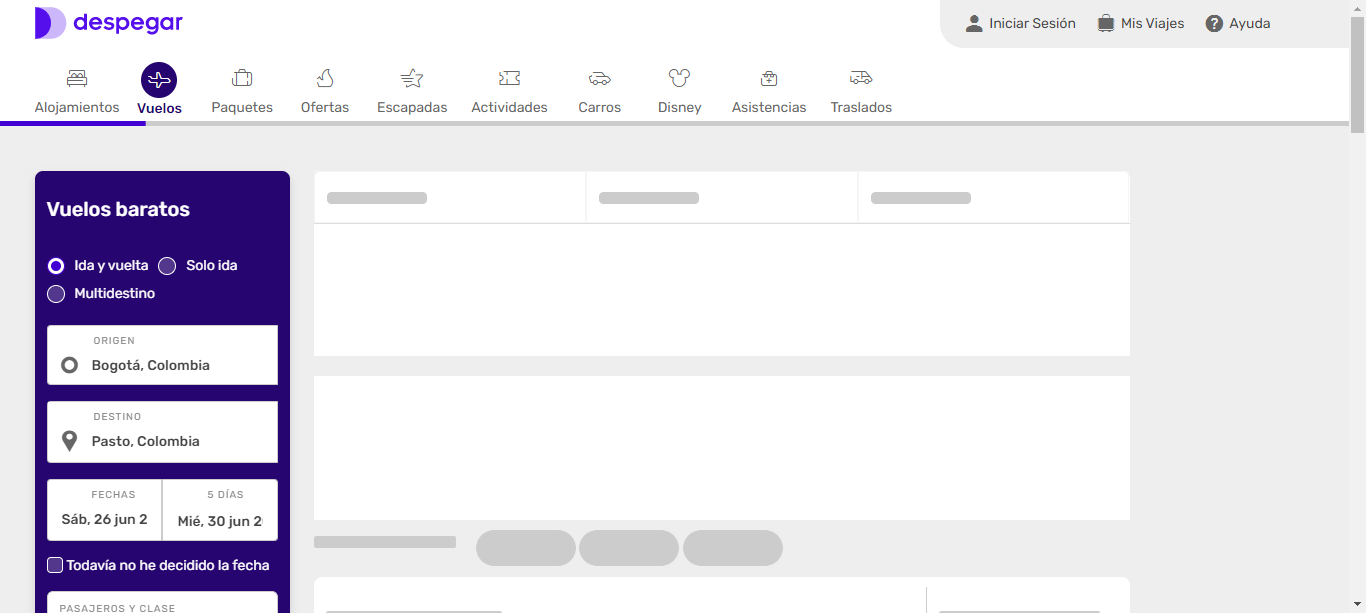 despegar
Iniciar Sesión
Mis Viajes
Ayuda
Alojamientos
Vuelos
Paquetes
Ofertas
Escapadas
Actividades
Carros
Disney
Asistencias
Traslados
Vuelos baratos
Ida y vuelta
Solo ida
Multidestino
ORIGEN
Bogotá, Colombia
DESTINO
Pasto, Colombia
FECHAS
5 DÍAS
Sáb, 26 jun 2
Mié, 30 jun 2
Todavía no he decidido la fecha
PASAJEROS Y CLASE